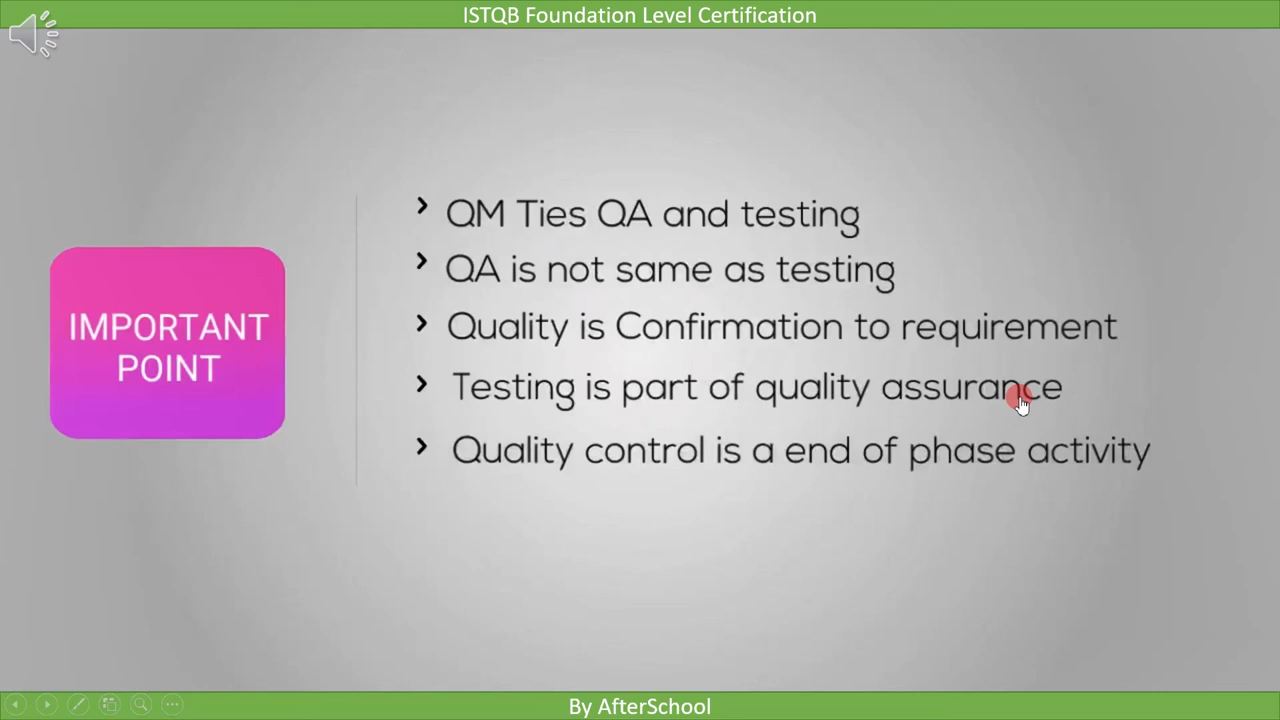 ISTQB Foundation Level Certification
IMPORTANT
POINT
QM Ties QA and testing
QA is not same as testing
Quality is Confirmation to requirement
Testing is part of quality assurance
Quality control is a end of phase activity
By AfterSchool